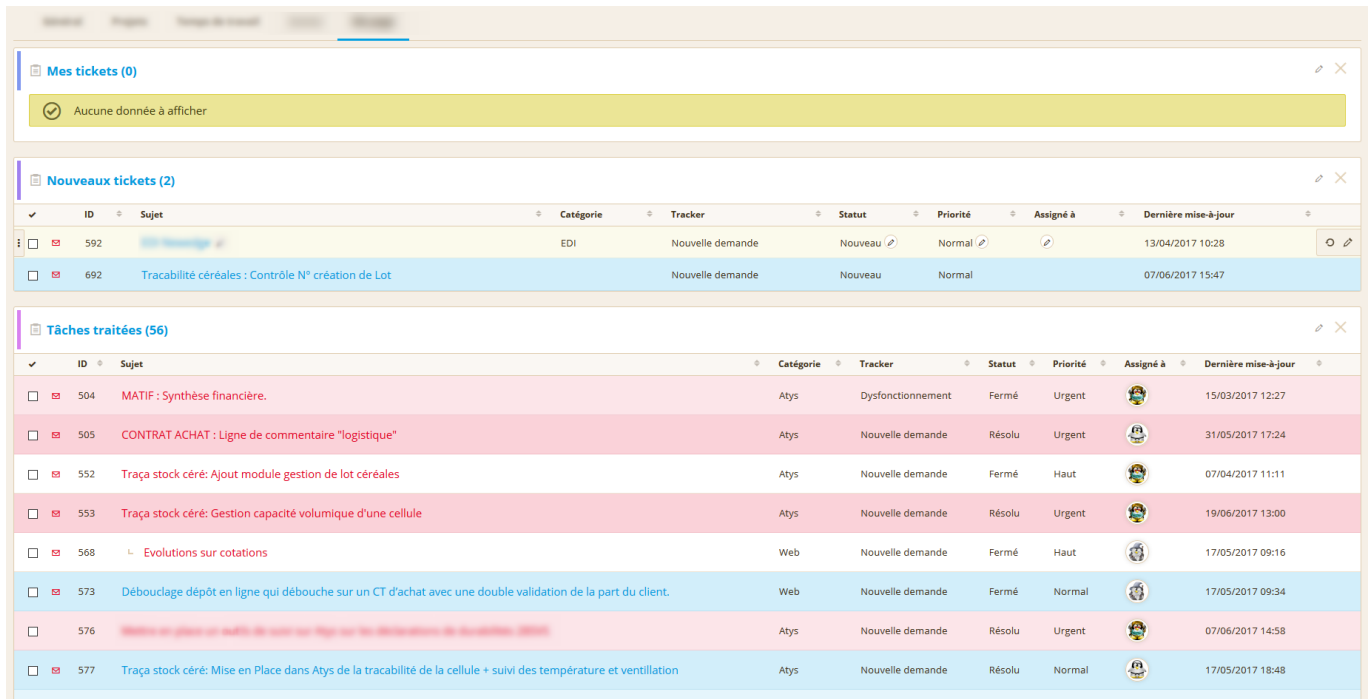 Mes tickets (0)
Aucune donnée à afficher
Nouveaux tickets (2)
ID Sujet Catégorie Tracker Statut Priorité Assigné à Dernière mise-à-jour
592 EDI Nouvelle demande Nouveau Normal 13/04/2017 10:28
692 Tracabilité céréales : Contrôle N° création de Lot Nouvelle demande Nouveau Normal 07/06/2017 15:47
Tâches traitées (56)
ID Sujet Catégorie Tracker Statut Priorité Assigné à Dernière mise-à-jour
504 MATIF : Synthèse financière. Atys Dysfonctionnement Fermé Urgent 15/03/2017 12:27
505 CONTRAT ACHAT : Ligne de commentaire "logistique" Atys Nouvelle demande Résolu Urgent 31/05/2017 17:24
552 Traça stock céré: Ajout module gestion de lot céréales Atys Nouvelle demande Fermé Haut 07/04/2017 11:11
553 Traça stock céré: Gestion capacité volumique d'une cellule Atys Nouvelle demande Résolu Urgent 19/06/2017 13:00
568 Evolutions sur cotations Web Nouvelle demande Fermé Haut 17/05/2017 09:16
573 Débouclage dépôt en ligne qui débouche sur un CT d'achat avec une double validation de la part du client. Web Nouvelle demande Fermé Normal 17/05/2017 09:34
576 Atys Nouvelle demande Résolu Urgent 07/06/2017 14:58
577 Traça stock céré: Mise en Place dans Atys de la tracabilité de la cellule + suivi des température et ventillation Atys Nouvelle demande Résolu Normal 17/05/2017 18:48